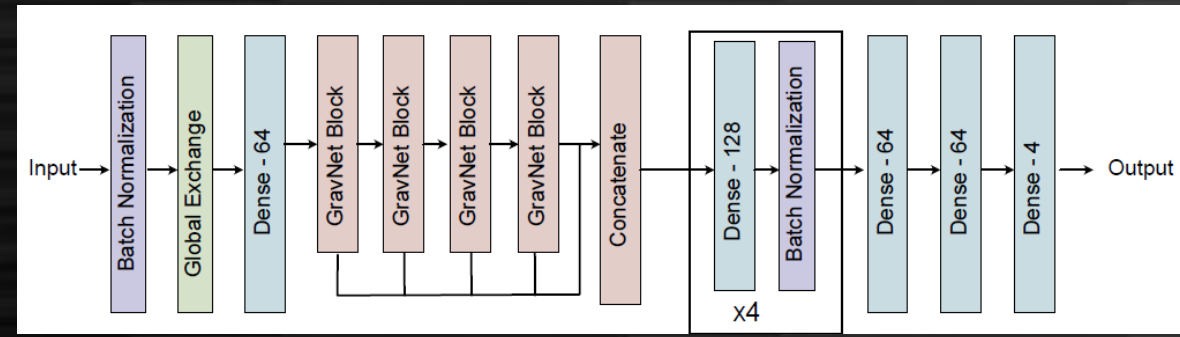 Input
Batch Normalization
Global Exchange
Dense - 64
GravNet Block
GravNet Block
GravNet Block
GravNet Block
Concatenate
Dense - 128
Batch Normalization
x4
Dense - 64
Dense - 64
Dense - 4
Output